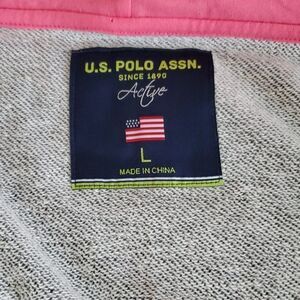 U.S. POLO ASSN.
SINCE 1890
Active
L
MADE IN CHINA